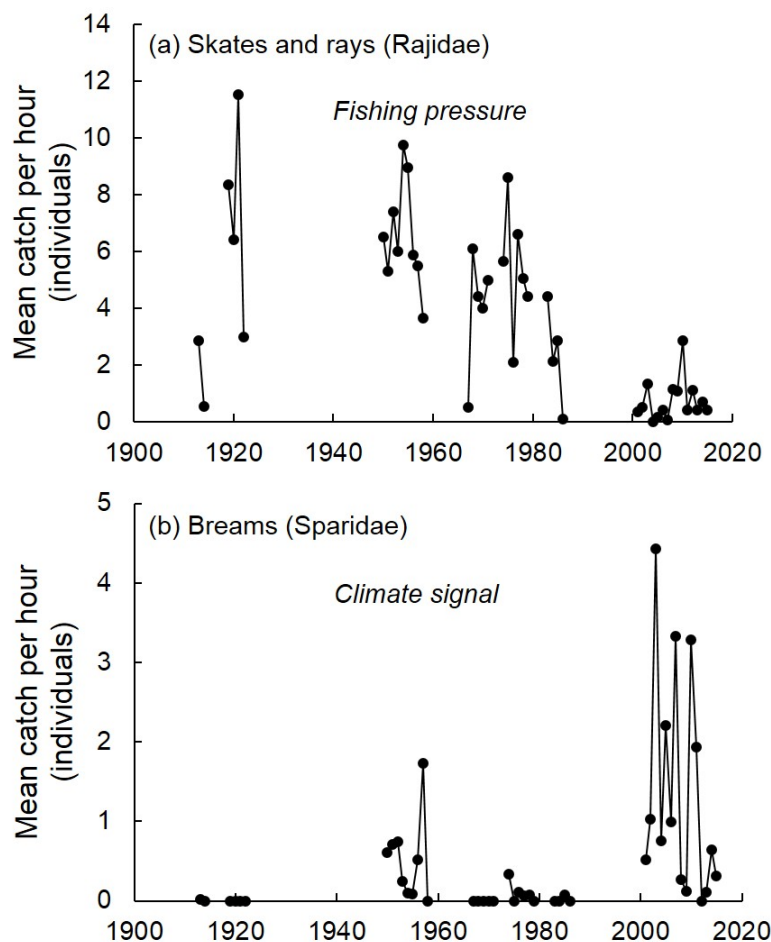 14
(a) Skates and rays (Rajidae)
12
Fishing pressure
10
8
6
4
2
0
Mean catch per hour
(individuals)
1900 1920 1940 1960 1980 2000 2020
5
(b) Breams (Sparidae)
4
Climate signal
3
2
1
0
Mean catch per hour
(individuals)
1900 1920 1940 1960 1980 2000 2020